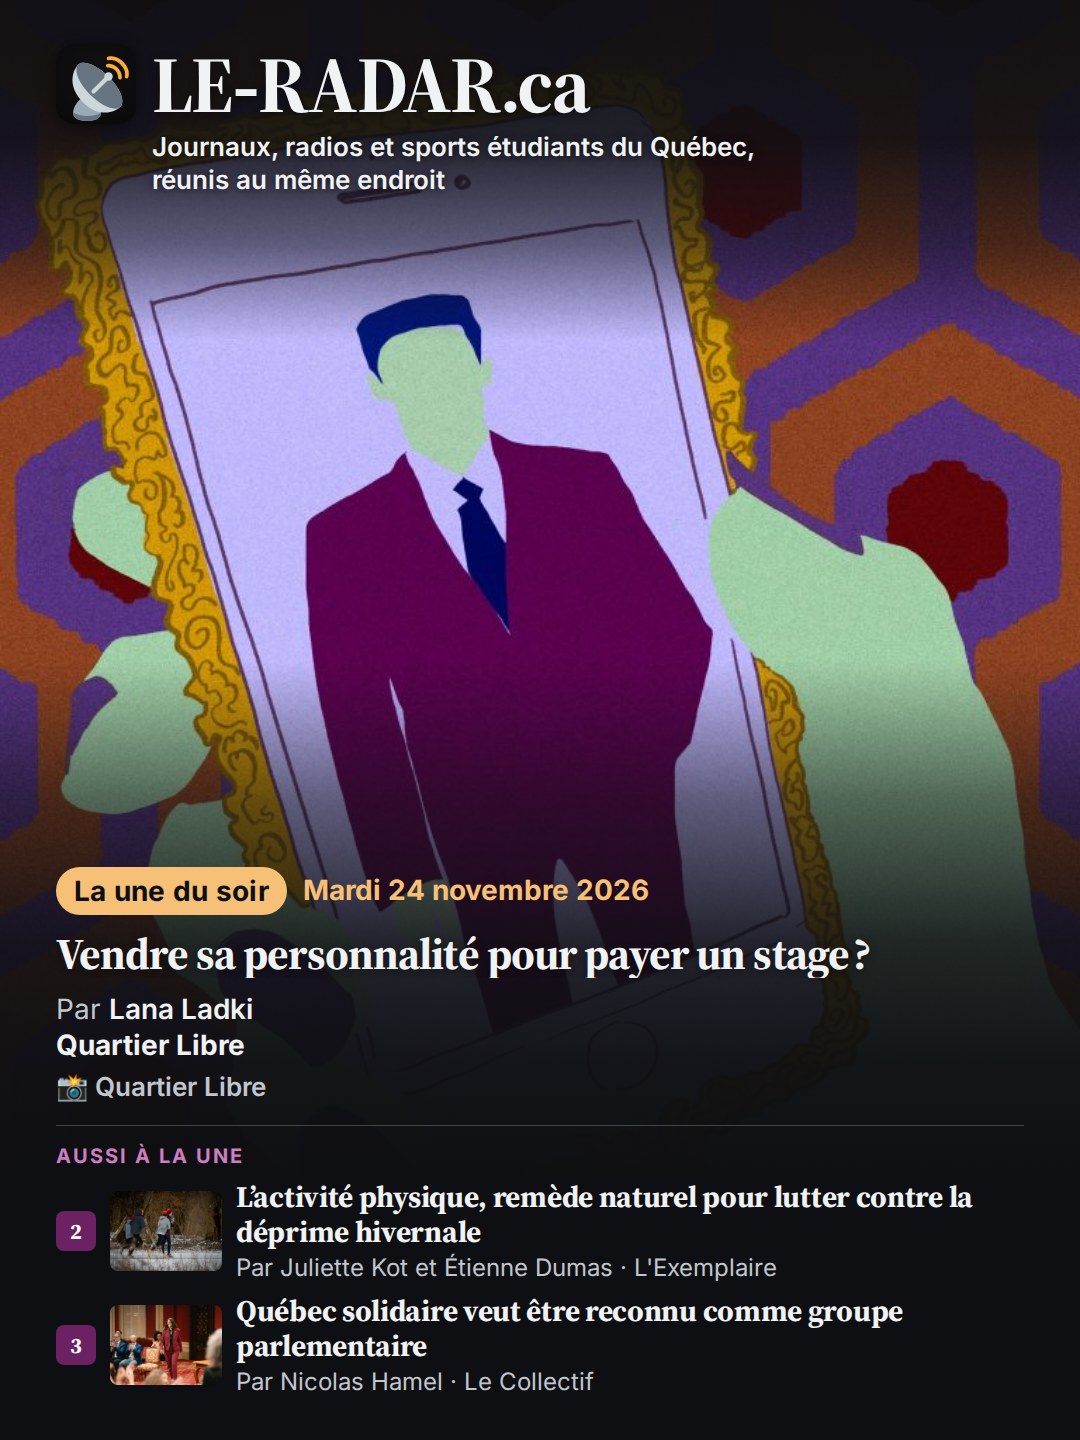 LE-RADAR.ca
Journaux, radios et sports étudiants du Québec,
réunis au même endroit
La une du soir
Mardi 24 novembre 2026
Vendre sa personnalité pour payer un stage ?
Par Lana Ladki
Quartier Libre
📸 Quartier Libre
AUSSI À LA UNE
2
L’activité physique, remède naturel pour lutter contre la
déprime hivernale
Par Juliette Kot et Étienne Dumas · L'Exemplaire
3
Québec solidaire veut être reconnu comme groupe
parlementaire
Par Nicolas Hamel · Le Collectif